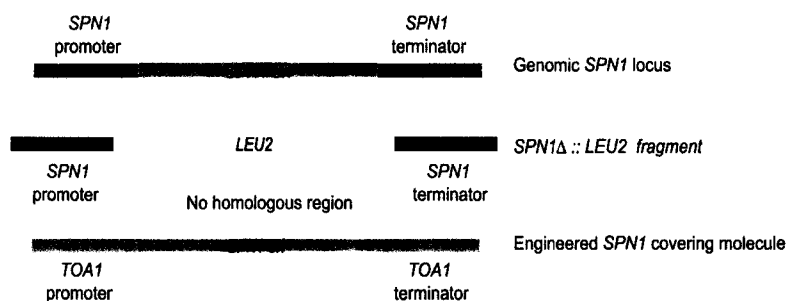 SPN1 promoter
SPN1 terminator
Genomic SPN1 locus
LEU2
SPN1Δ :: LEU2 fragment
SPN1 promoter
SPN1 terminator
No homologous region
Engineered SPN1 covering molecule
TOA1 promoter
TOA1 terminator